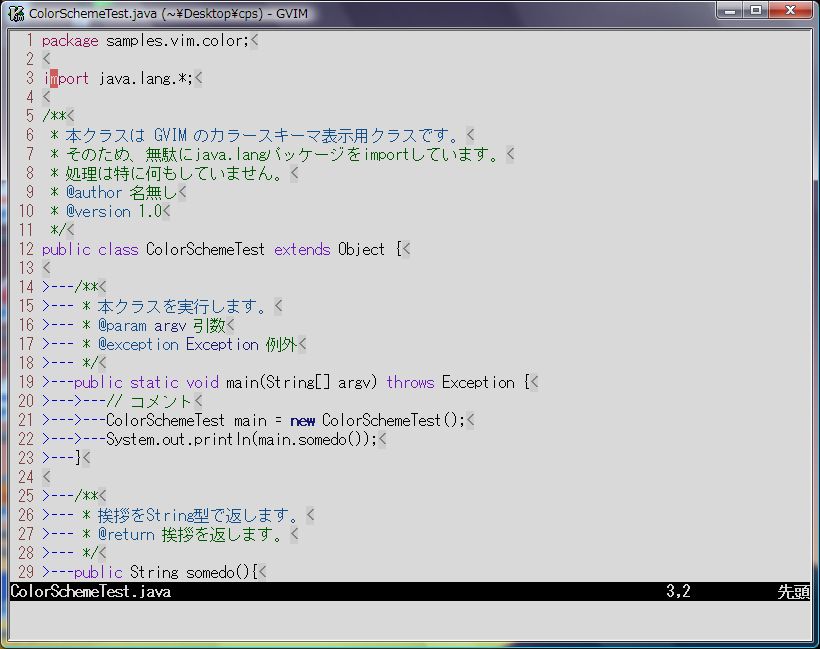 ColorSchemeTest.java (~¥Desktop¥cps) - GVIM
1 package samples.vim.color;<
2 <
3 import java.lang.*;<
4 <
5 /**<
6  * 本クラスは GVIM のカラースキーマ表示用クラスです。<
7  * そのため、無駄にjava.langパッケージをimportしています。<
8  * 処理は特に何もしていません。<
9  * @author 名無し<
10  * @version 1.0<
11  */<
12 public class ColorSchemeTest extends Object {<
13 <
14 >---/**<
15 >--- * 本クラスを実行します。<
16 >--- * @param argv 引数<
17 >--- * @exception Exception 例外<
18 >--- */<
19 >---public static void main(String[] argv) throws Exception {<
20 >--->---// コメント<
21 >--->---ColorSchemeTest main = new ColorSchemeTest();<
22 >--->---System.out.println(main.somedo());<
23 >---}<
24 <
25 >---/**<
26 >--- * 挨拶をString型で返します。<
27 >--- * @return 挨拶を返します。<
28 >--- */<
29 >---public String somedo(){<
ColorSchemeTest.java 3,2 先頭